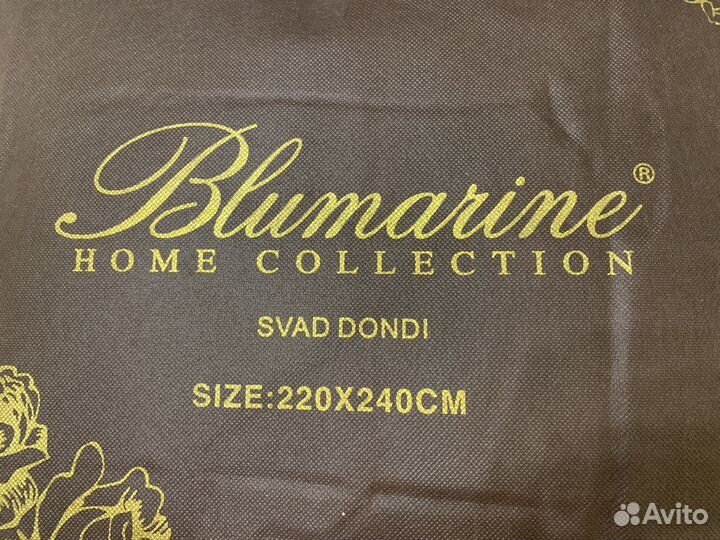 Blumarine®
HOME COLLECTION
SVAD DONDI
SIZE:220X240CM
Avito